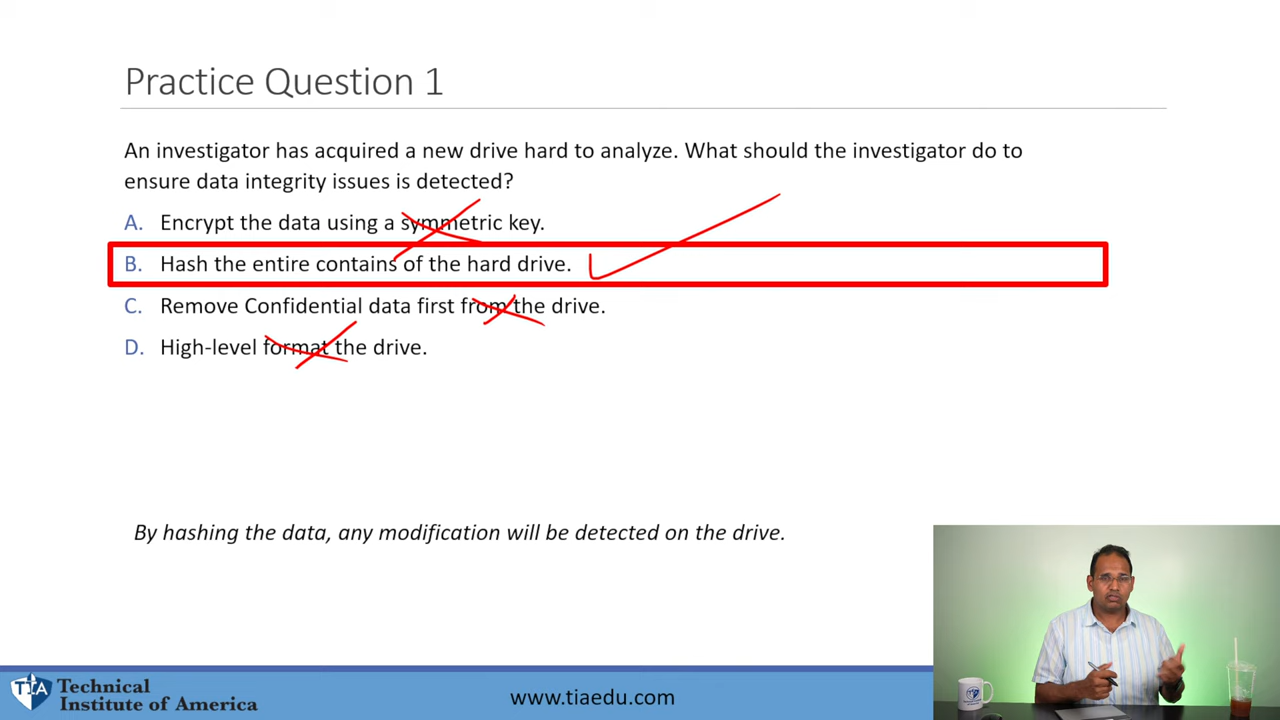 Practice Question 1
An investigator has acquired a new drive hard to analyze. What should the investigator do to
ensure data integrity issues is detected?
A. Encrypt the data using a symmetric key.
B. Hash the entire contains of the hard drive.
C. Remove Confidential data first from the drive.
D. High-level format the drive.
By hashing the data, any modification will be detected on the drive.
TIA
Technical
Institute of America
www.tiaedu.com